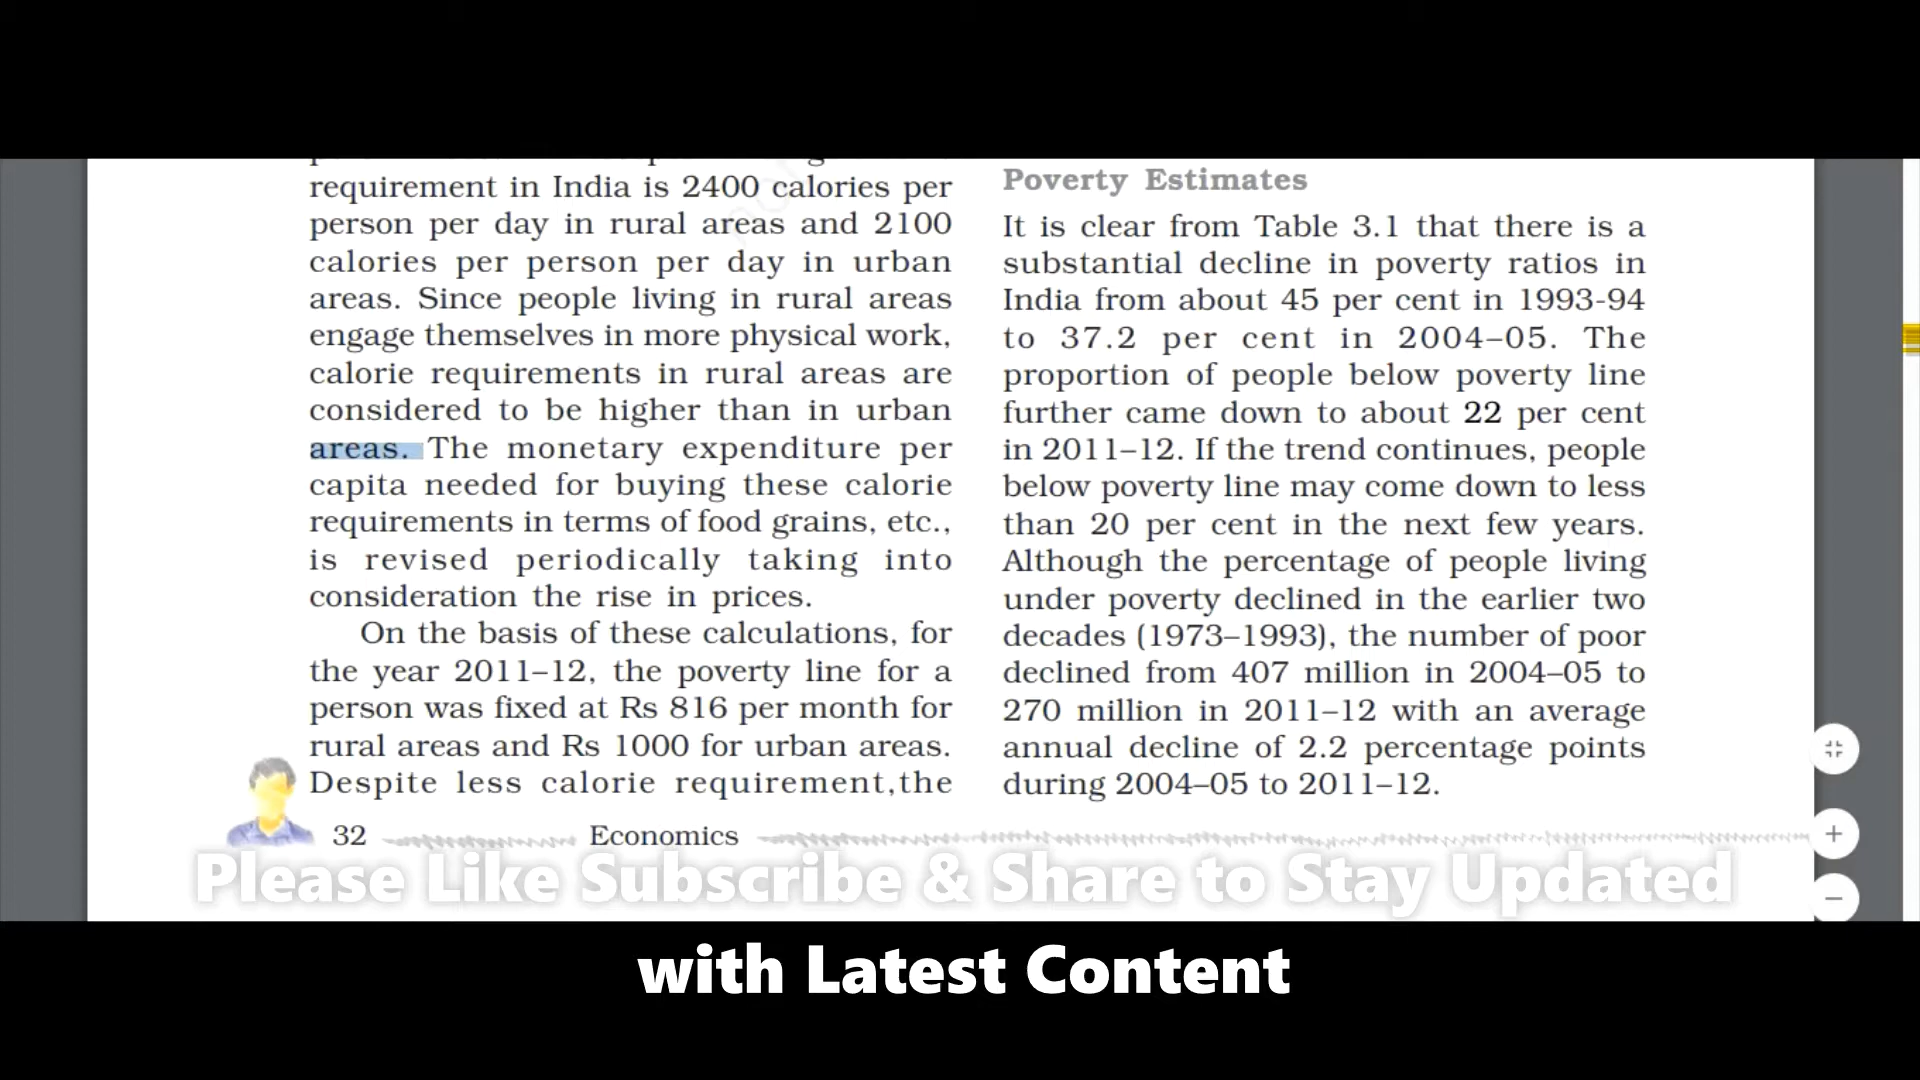 requirement in India is 2400 calories per
person per day in rural areas and 2100
calories per person per day in urban
areas. Since people living in rural areas
engage themselves in more physical work,
calorie requirements in rural areas are
considered to be higher than in urban
areas. The monetary expenditure per
capita needed for buying these calorie
requirements in terms of food grains, etc.,
is revised periodically taking into
consideration the rise in prices.
On the basis of these calculations, for
the year 2011–12, the poverty line for a
person was fixed at Rs 816 per month for
rural areas and Rs 1000 for urban areas.
Despite less calorie requirement,the
Poverty Estimates
It is clear from Table 3.1 that there is a
substantial decline in poverty ratios in
India from about 45 per cent in 1993-94
to 37.2 per cent in 2004–05. The
proportion of people below poverty line
further came down to about 22 per cent
in 2011–12. If the trend continues, people
below poverty line may come down to less
than 20 per cent in the next few years.
Although the percentage of people living
under poverty declined in the earlier two
decades (1973–1993), the number of poor
declined from 407 million in 2004–05 to
270 million in 2011–12 with an average
annual decline of 2.2 percentage points
during 2004–05 to 2011–12.
32 Economics
Please Like Subscribe & Share to Stay Updated
with Latest Content